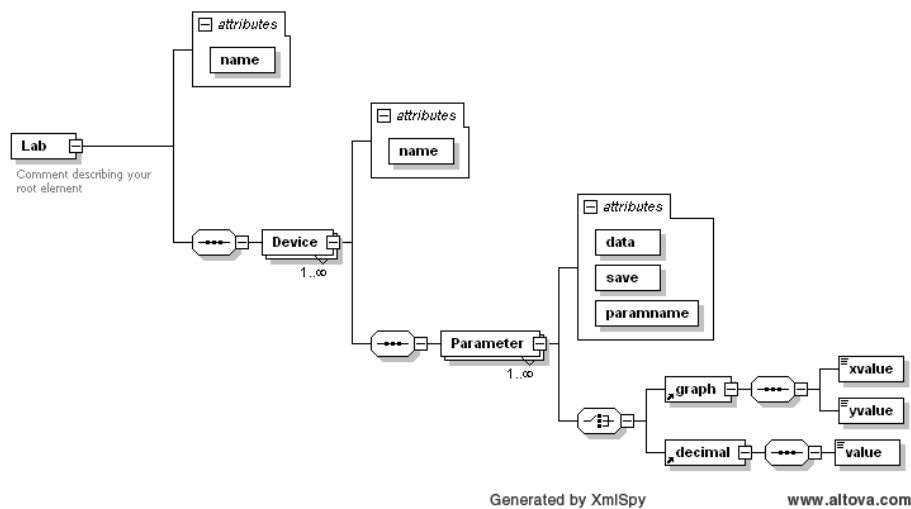 attributes
name
attributes
name
Lab
Comment describing your
root element
Device
1..∞
attributes
data
save
paramname
Parameter
1..∞
graph
xvalue
yvalue
decimal
value
Generated by XmlSpy
www.altova.com